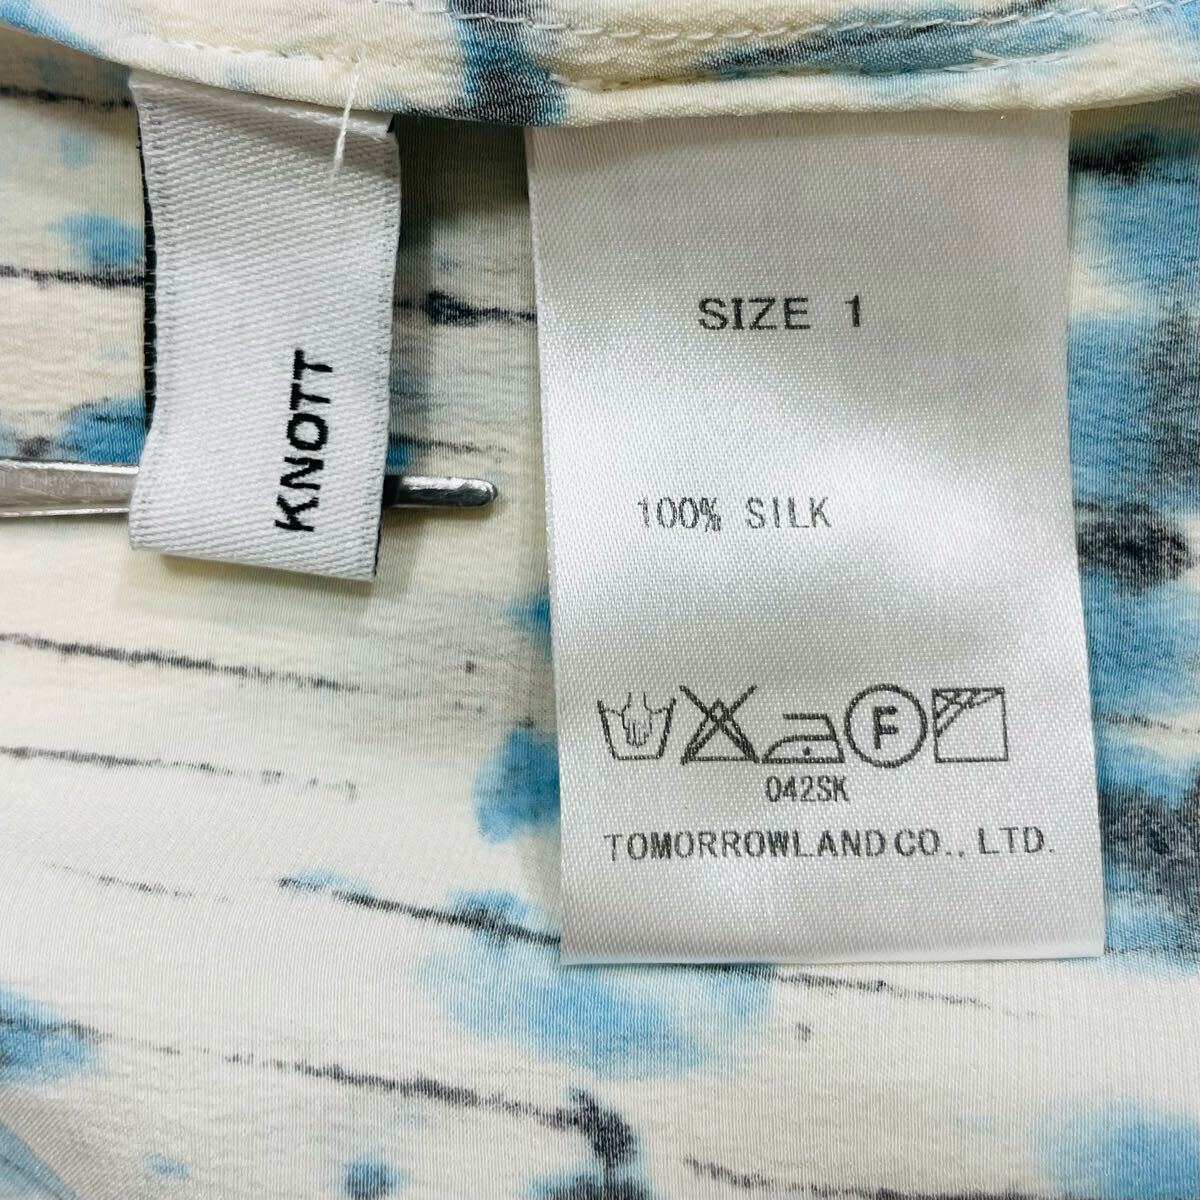 KNOTT
SIZE 1
100% SILK
F
042SK
TOMORROWLAND CO., LTD.